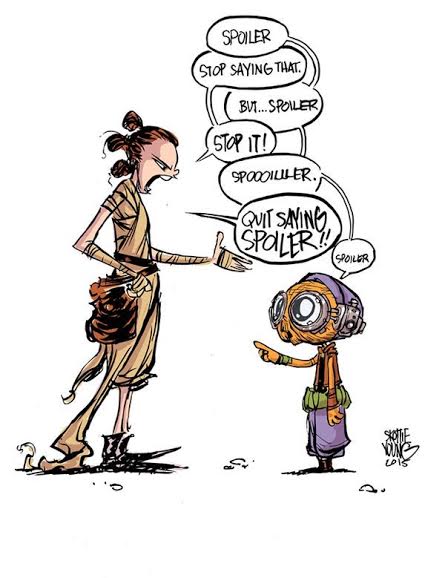 SPOILER
STOP SAYING THAT.
BUT...SPOILER
STOP IT!
SPOOOILLLER.
QUIT SAYING
SPOILER!!
SPOILER
SKOTTIE
YOUNG
2015